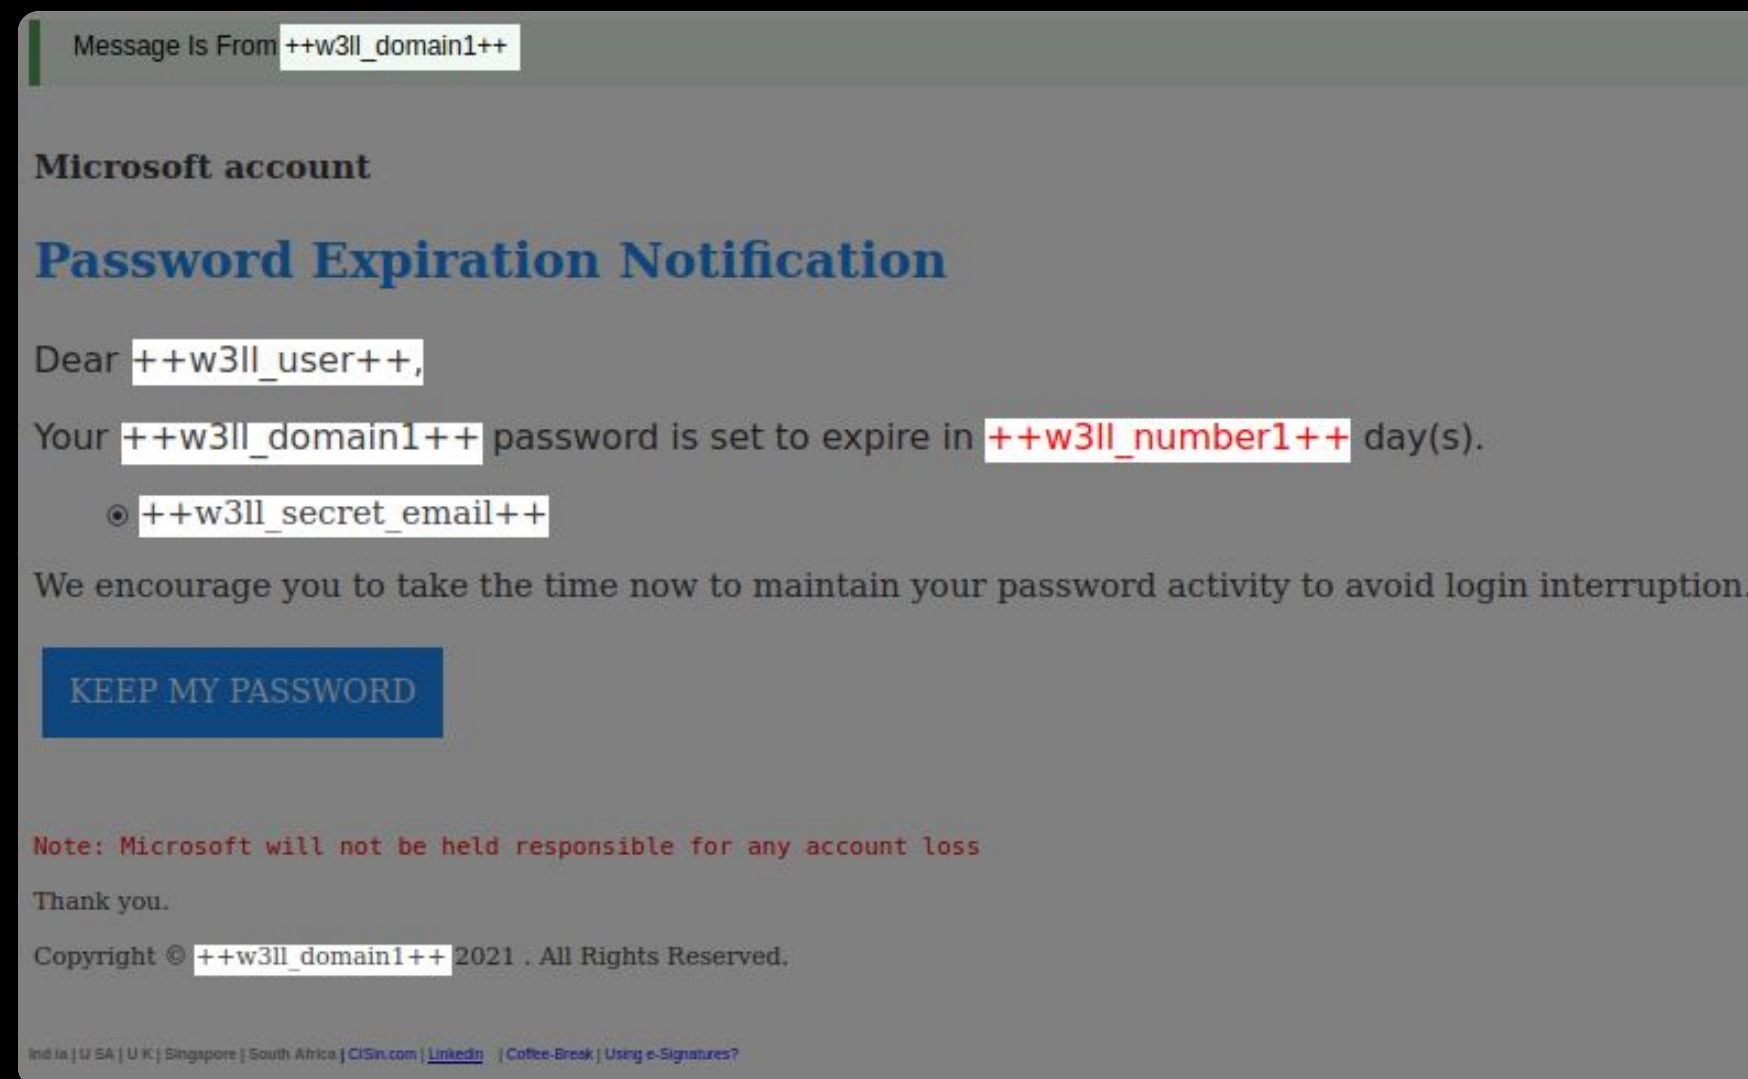 Message Is From ++w3ll_domain1++
Microsoft account
Password Expiration Notification
Dear ++w3ll_user++,
Your ++w3ll_domain1++ password is set to expire in ++w3ll_number1++ day(s).
++w3ll_secret_email++
We encourage you to take the time now to maintain your password activity to avoid login interruption.
KEEP MY PASSWORD
Note: Microsoft will not be held responsible for any account loss
Thank you.
Copyright © ++w3ll_domain1++ 2021 . All Rights Reserved.
Ind ia | U SA | U K | Singapore | South Africa | CISin.com | LinkedIn | Coffee-Break | Using e-Signatures?